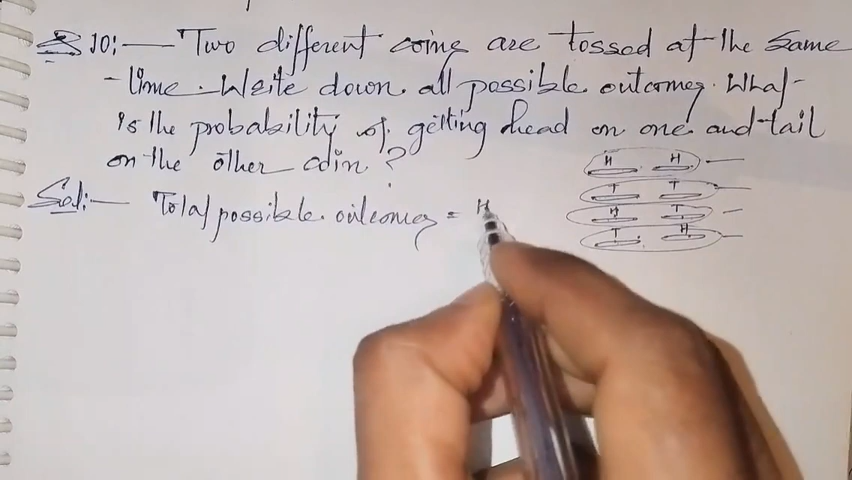 Q 10:— Two different coins are tossed at the same
time. Write down all possible outcomes. What
is the probability of getting head on one and tail
on the other coin?
H H
T T
H T
T H
Sol:— Total possible outcomes = H